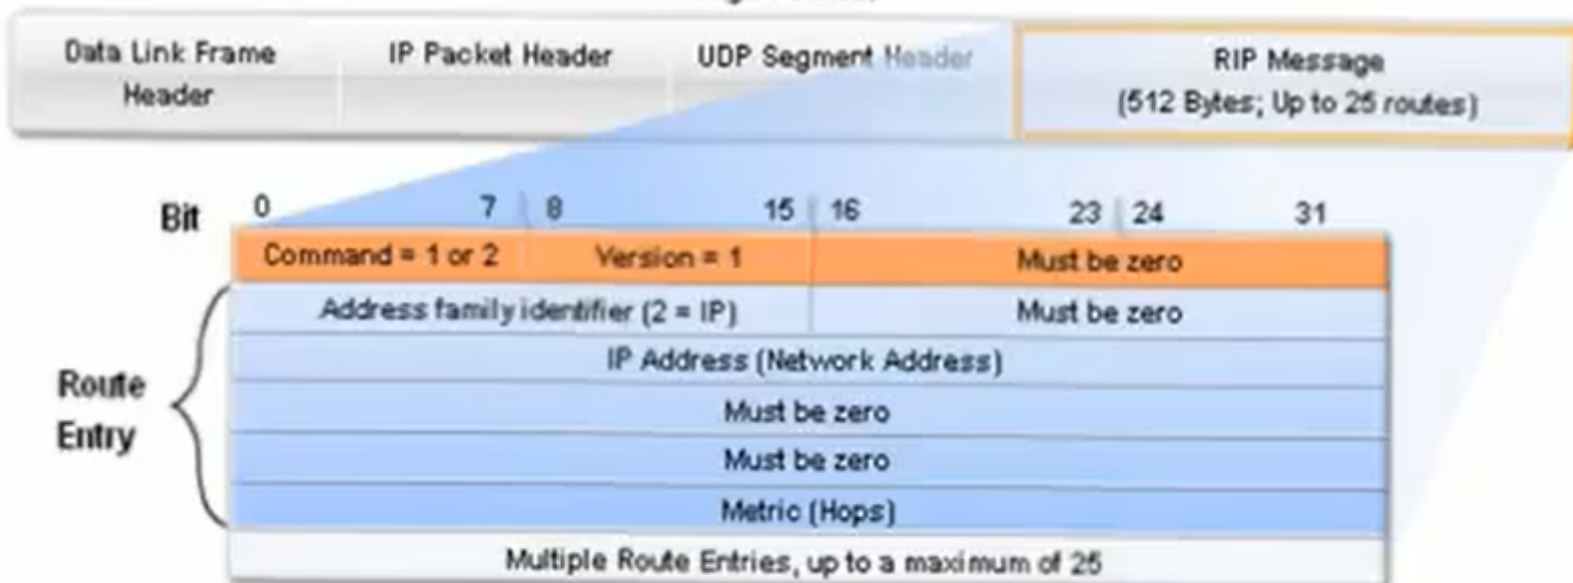 Data Link Frame
Header
IP Packet Header
UDP Segment Header
RIP Message
(512 Bytes; Up to 25 routes)
Bit 0 7 8 15 16 23 24 31
Command = 1 or 2 Version = 1 Must be zero
Address family identifier (2 = IP) Must be zero
IP Address (Network Address)
Must be zero
Must be zero
Metric (Hops)
Route
Entry
Multiple Route Entries, up to a maximum of 25